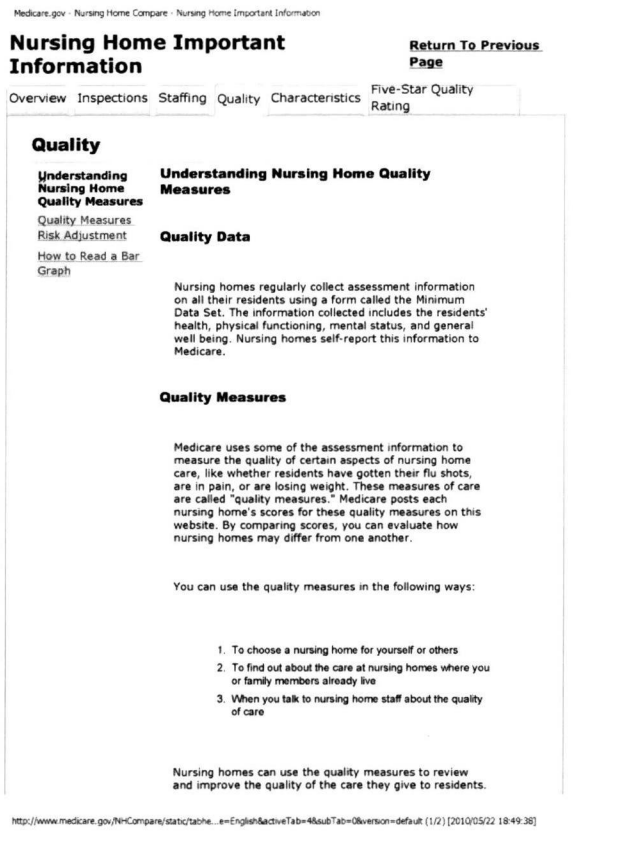 Medicare.gov - Nursing Home Compare - Nursing Home Important Information
Nursing Home Important
Information
Return To Previous
Page
Overview Inspections Staffing Quality Characteristics Five-Star Quality
Rating
Quality
Understanding
Nursing Home
Quality Measures
Quality Measures
Risk Adjustment
How to Read a Bar
Graph
Understanding Nursing Home Quality
Measures
Quality Data
Nursing homes regularly collect assessment information
on all their residents using a form called the Minimum
Data Set. The information collected includes the residents'
health, physical functioning, mental status, and general
well being. Nursing homes self-report this information to
Medicare.
Quality Measures
Medicare uses some of the assessment information to
measure the quality of certain aspects of nursing home
care, like whether residents have gotten their flu shots,
are in pain, or are losing weight. These measures of care
are called "quality measures." Medicare posts each
nursing home's scores for these quality measures on this
website. By comparing scores, you can evaluate how
nursing homes may differ from one another.
You can use the quality measures in the following ways:
1. To choose a nursing home for yourself or others
2. To find out about the care at nursing homes where you
or family members already live
3. When you talk to nursing home staff about the quality
of care
Nursing homes can use the quality measures to review
and improve the quality of the care they give to residents.
http://www.medicare.gov/NHCompare/static/tabhe...e=English&activeTab=4&subTab=0&version=default (1/2) [2010/05/22 18:49:38]